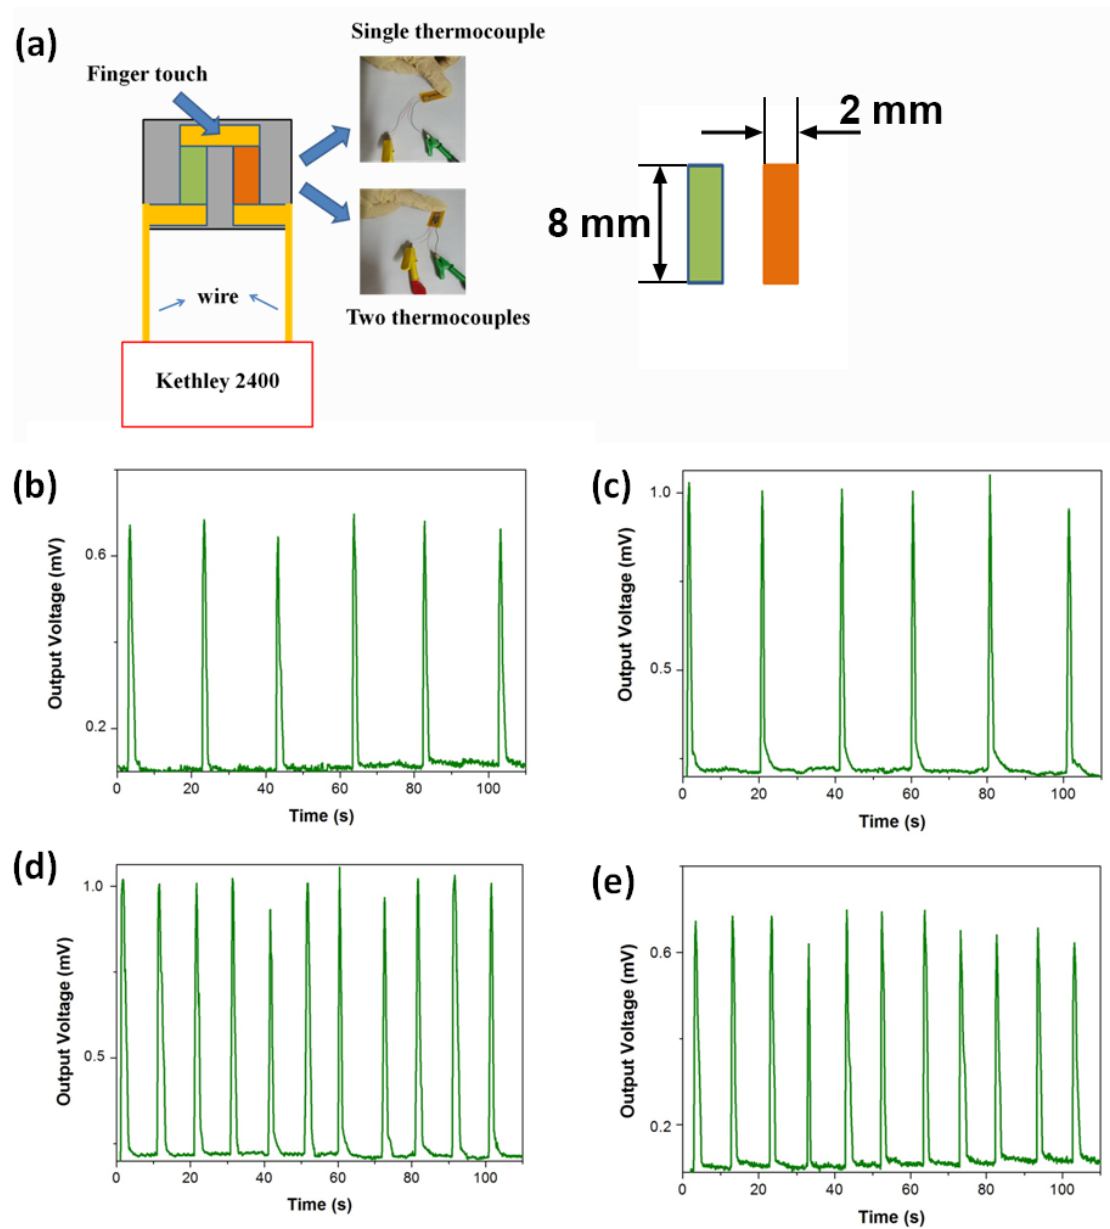 (a)
Single thermocouple
Finger touch
2 mm
8 mm
wire
Two thermocouples
Kethley 2400
(b)
Output Voltage (mV)
0.6
0.2
0 20 40 60 80 100
Time (s)
(c)
Output Voltage (mV)
1.0
0.5
0 20 40 60 80 100
Time (s)
(d)
Output Voltage (mV)
1.0
0.5
0 20 40 60 80 100
Time (s)
(e)
Output Voltage (mV)
0.6
0.2
0 20 40 60 80 100
Time (s)